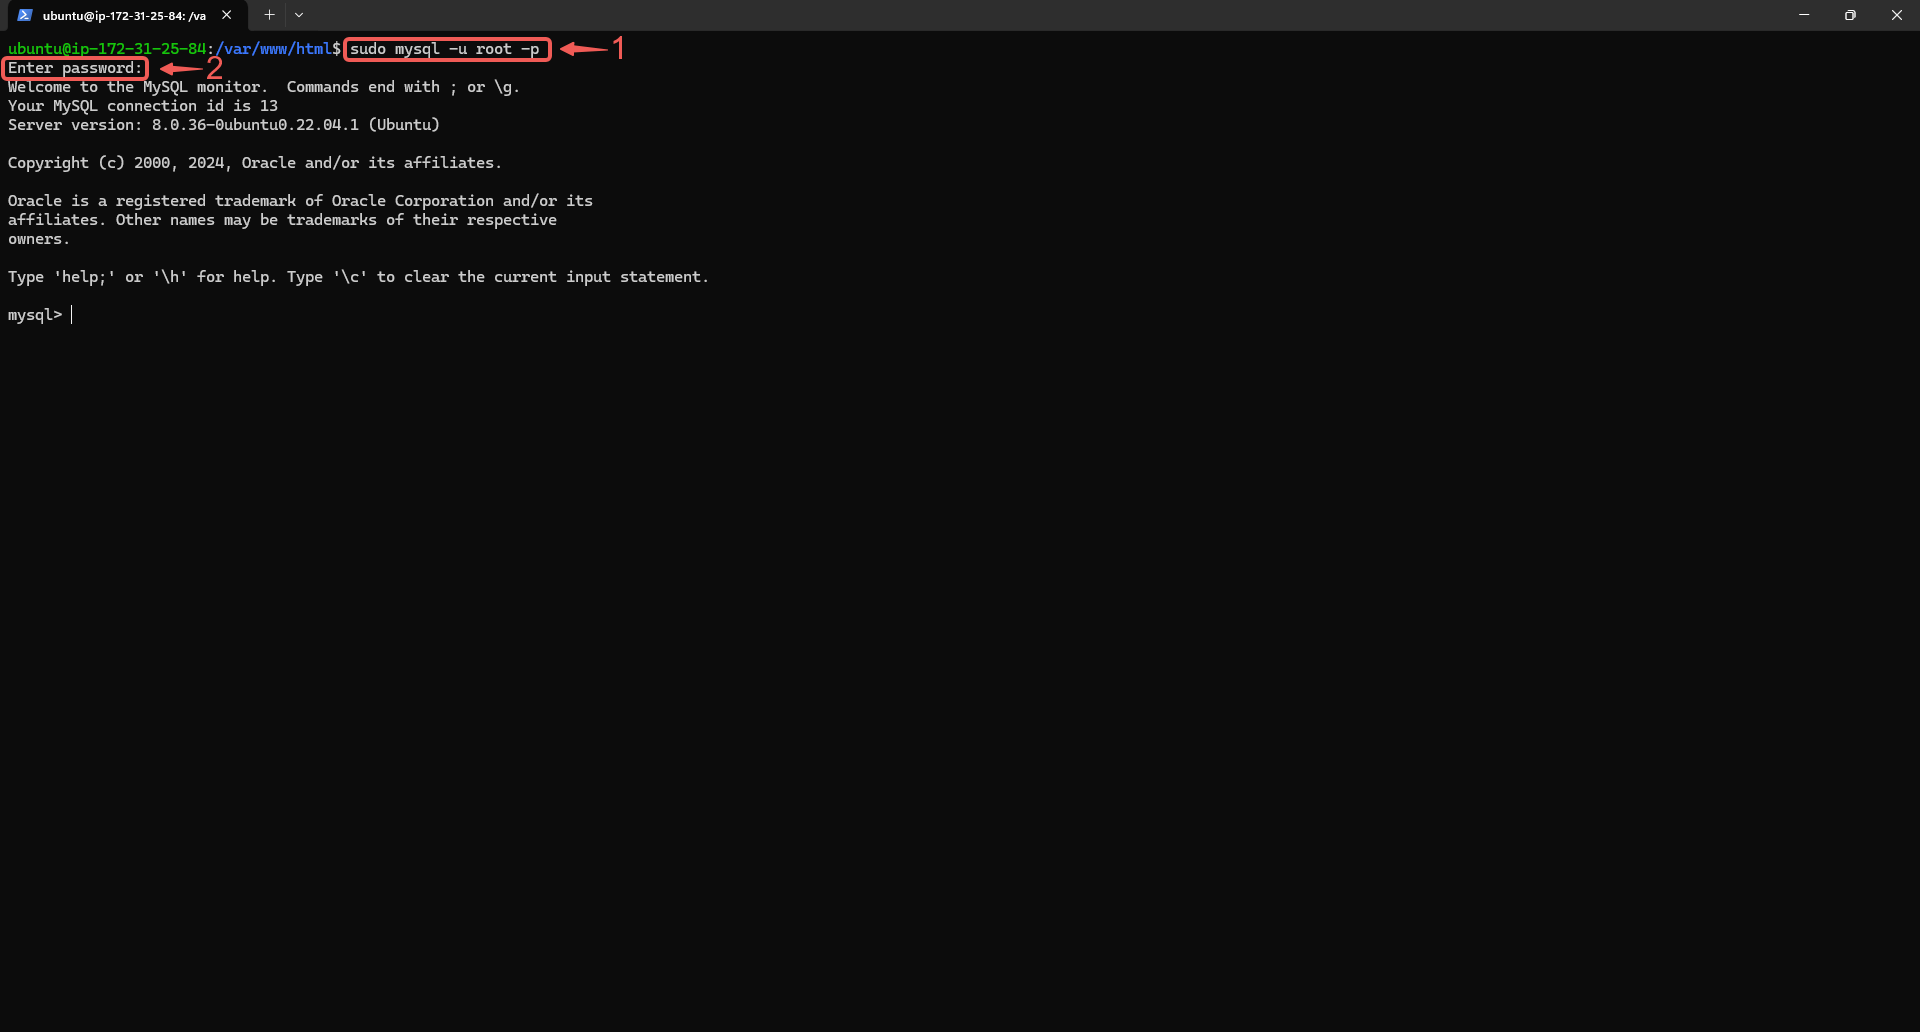 ubuntu@ip-172-31-25-84: /va
ubuntu@ip-172-31-25-84:/var/www/html$ sudo mysql -u root -p 1
Enter password: 2
Welcome to the MySQL monitor.  Commands end with ; or \g.
Your MySQL connection id is 13
Server version: 8.0.36-0ubuntu0.22.04.1 (Ubuntu)
Copyright (c) 2000, 2024, Oracle and/or its affiliates.
Oracle is a registered trademark of Oracle Corporation and/or its
affiliates. Other names may be trademarks of their respective
owners.
Type 'help;' or '\h' for help. Type '\c' to clear the current input statement.
mysql>